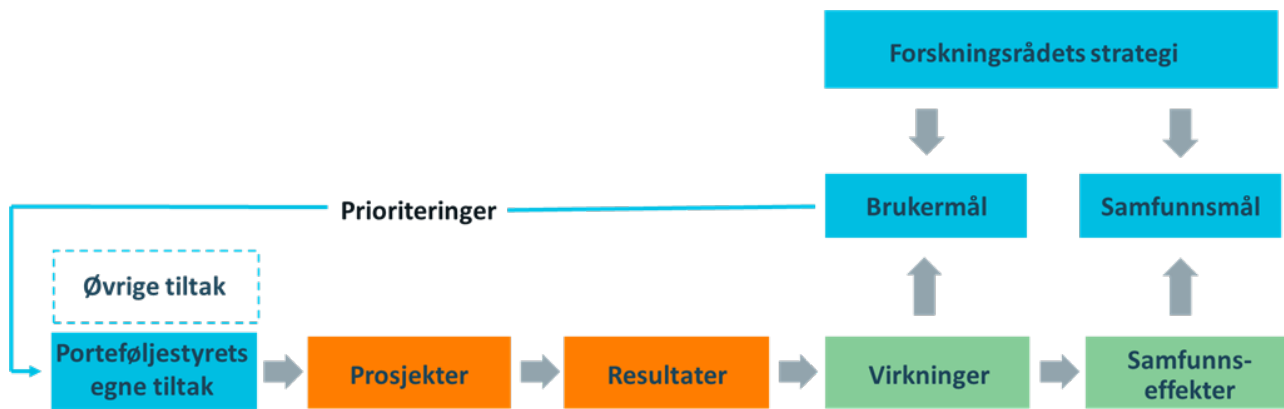 Forskningsrådets strategi
Prioriteringer
Brukermål
Samfunnsmål
Øvrige tiltak
Porteføljestyrets
egne tiltak
Prosjekter
Resultater
Virkninger
Samfunns-
effekter